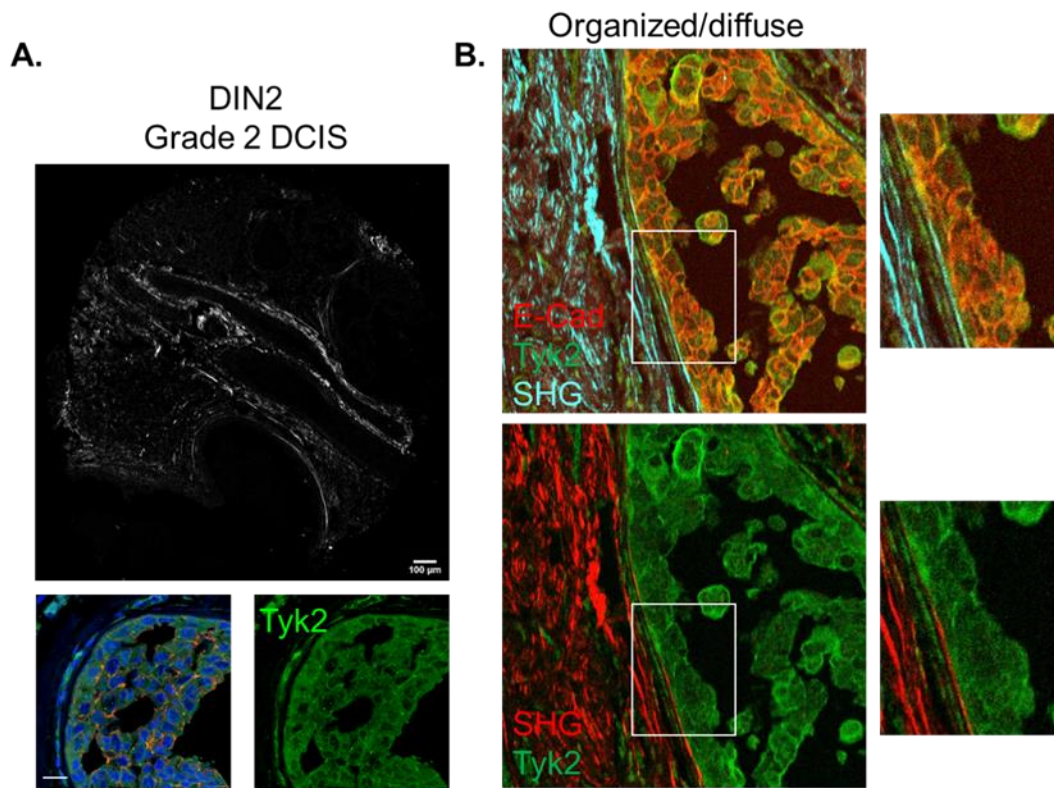 A.
DIN2
Grade 2 DCIS
100 µm
Tyk2
B.
Organized/diffuse
E-Cad
Tyk2
SHG
SHG
Tyk2